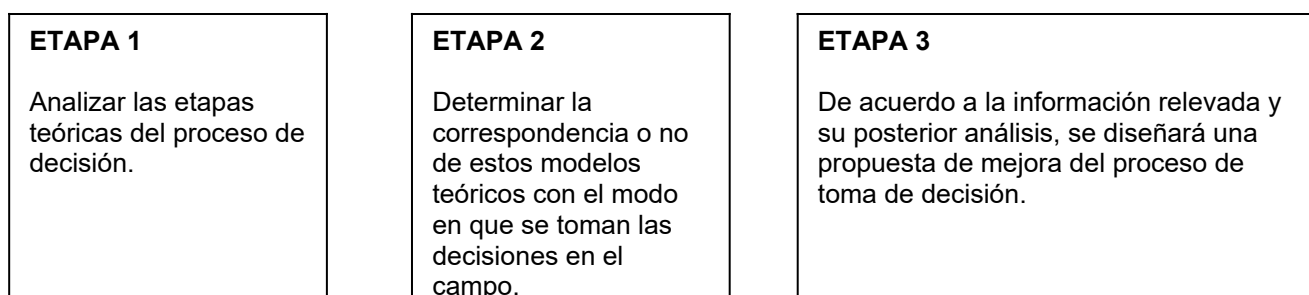 ETAPA 1
Analizar las etapas
teóricas del proceso de
decisión.
ETAPA 2
Determinar la
correspondencia o no
de estos modelos
teóricos con el modo
en que se toman las
decisiones en el
campo.
ETAPA 3
De acuerdo a la información relevada y
su posterior análisis, se diseñará una
propuesta de mejora del proceso de
toma de decisión.